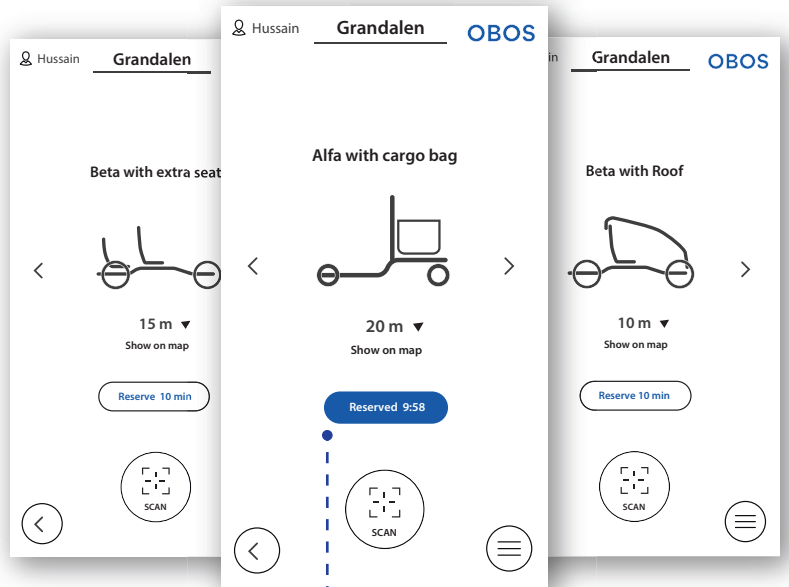 Hussain
Grandalen
Beta with extra seat
15 m
Show on map
Reserve 10 min
SCAN
Hussain
Grandalen
OBOS
Alfa with cargo bag
20 m
Show on map
Reserved 9:58
SCAN
in
Grandalen
OBOS
Beta with Roof
10 m
Show on map
Reserve 10 min
SCAN